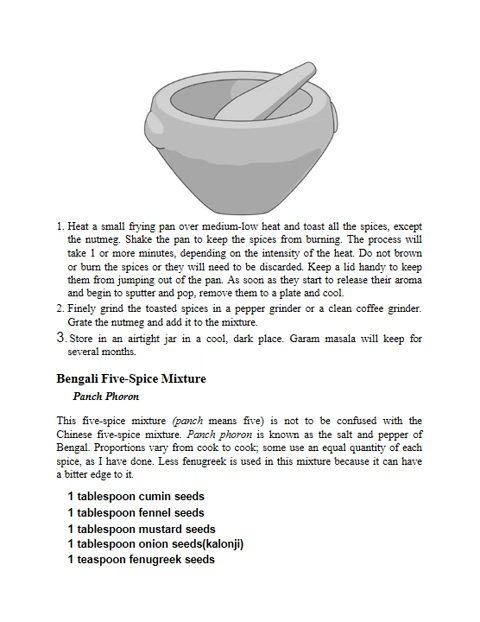 1. Heat a small frying pan over medium-low heat and toast all the spices, except
the nutmeg. Shake the pan to keep the spices from burning. The process will
take 1 or more minutes, depending on the intensity of the heat. Do not brown
or burn the spices or they will need to be discarded. Keep a lid handy to keep
them from jumping out of the pan. As soon as they start to release their aroma
and begin to sputter and pop, remove them to a plate and cool.
2. Finely grind the toasted spices in a pepper grinder or a clean coffee grinder.
Grate the nutmeg and add it to the mixture.
3. Store in an airtight jar in a cool, dark place. Garam masala will keep for
several months.
Bengali Five-Spice Mixture
Panch Phoron
This five-spice mixture (panch means five) is not to be confused with the
Chinese five-spice mixture. Panch phoron is known as the salt and pepper of
Bengal. Proportions vary from cook to cook; some use an equal quantity of each
spice, as I have done. Less fenugreek is used in this mixture because it can have
a bitter edge to it.
1 tablespoon cumin seeds
1 tablespoon fennel seeds
1 tablespoon mustard seeds
1 tablespoon onion seeds(kalonji)
1 teaspoon fenugreek seeds